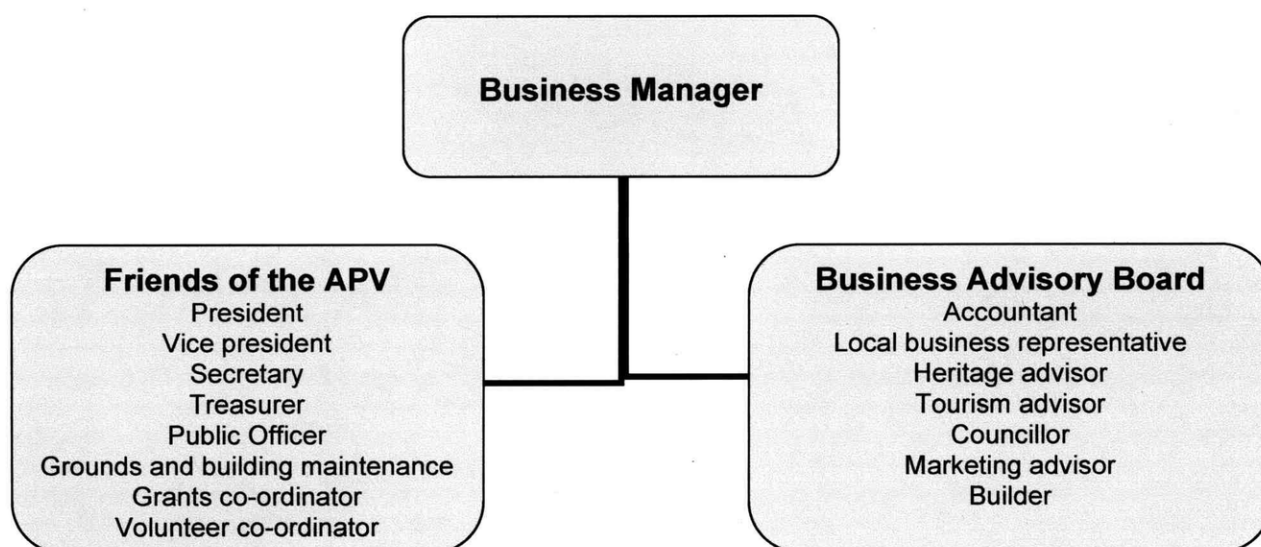 Business Manager
Friends of the APV
President
Vice president
Secretary
Treasurer
Public Officer
Grounds and building maintenance
Grants co-ordinator
Volunteer co-ordinator
Business Advisory Board
Accountant
Local business representative
Heritage advisor
Tourism advisor
Councillor
Marketing advisor
Builder